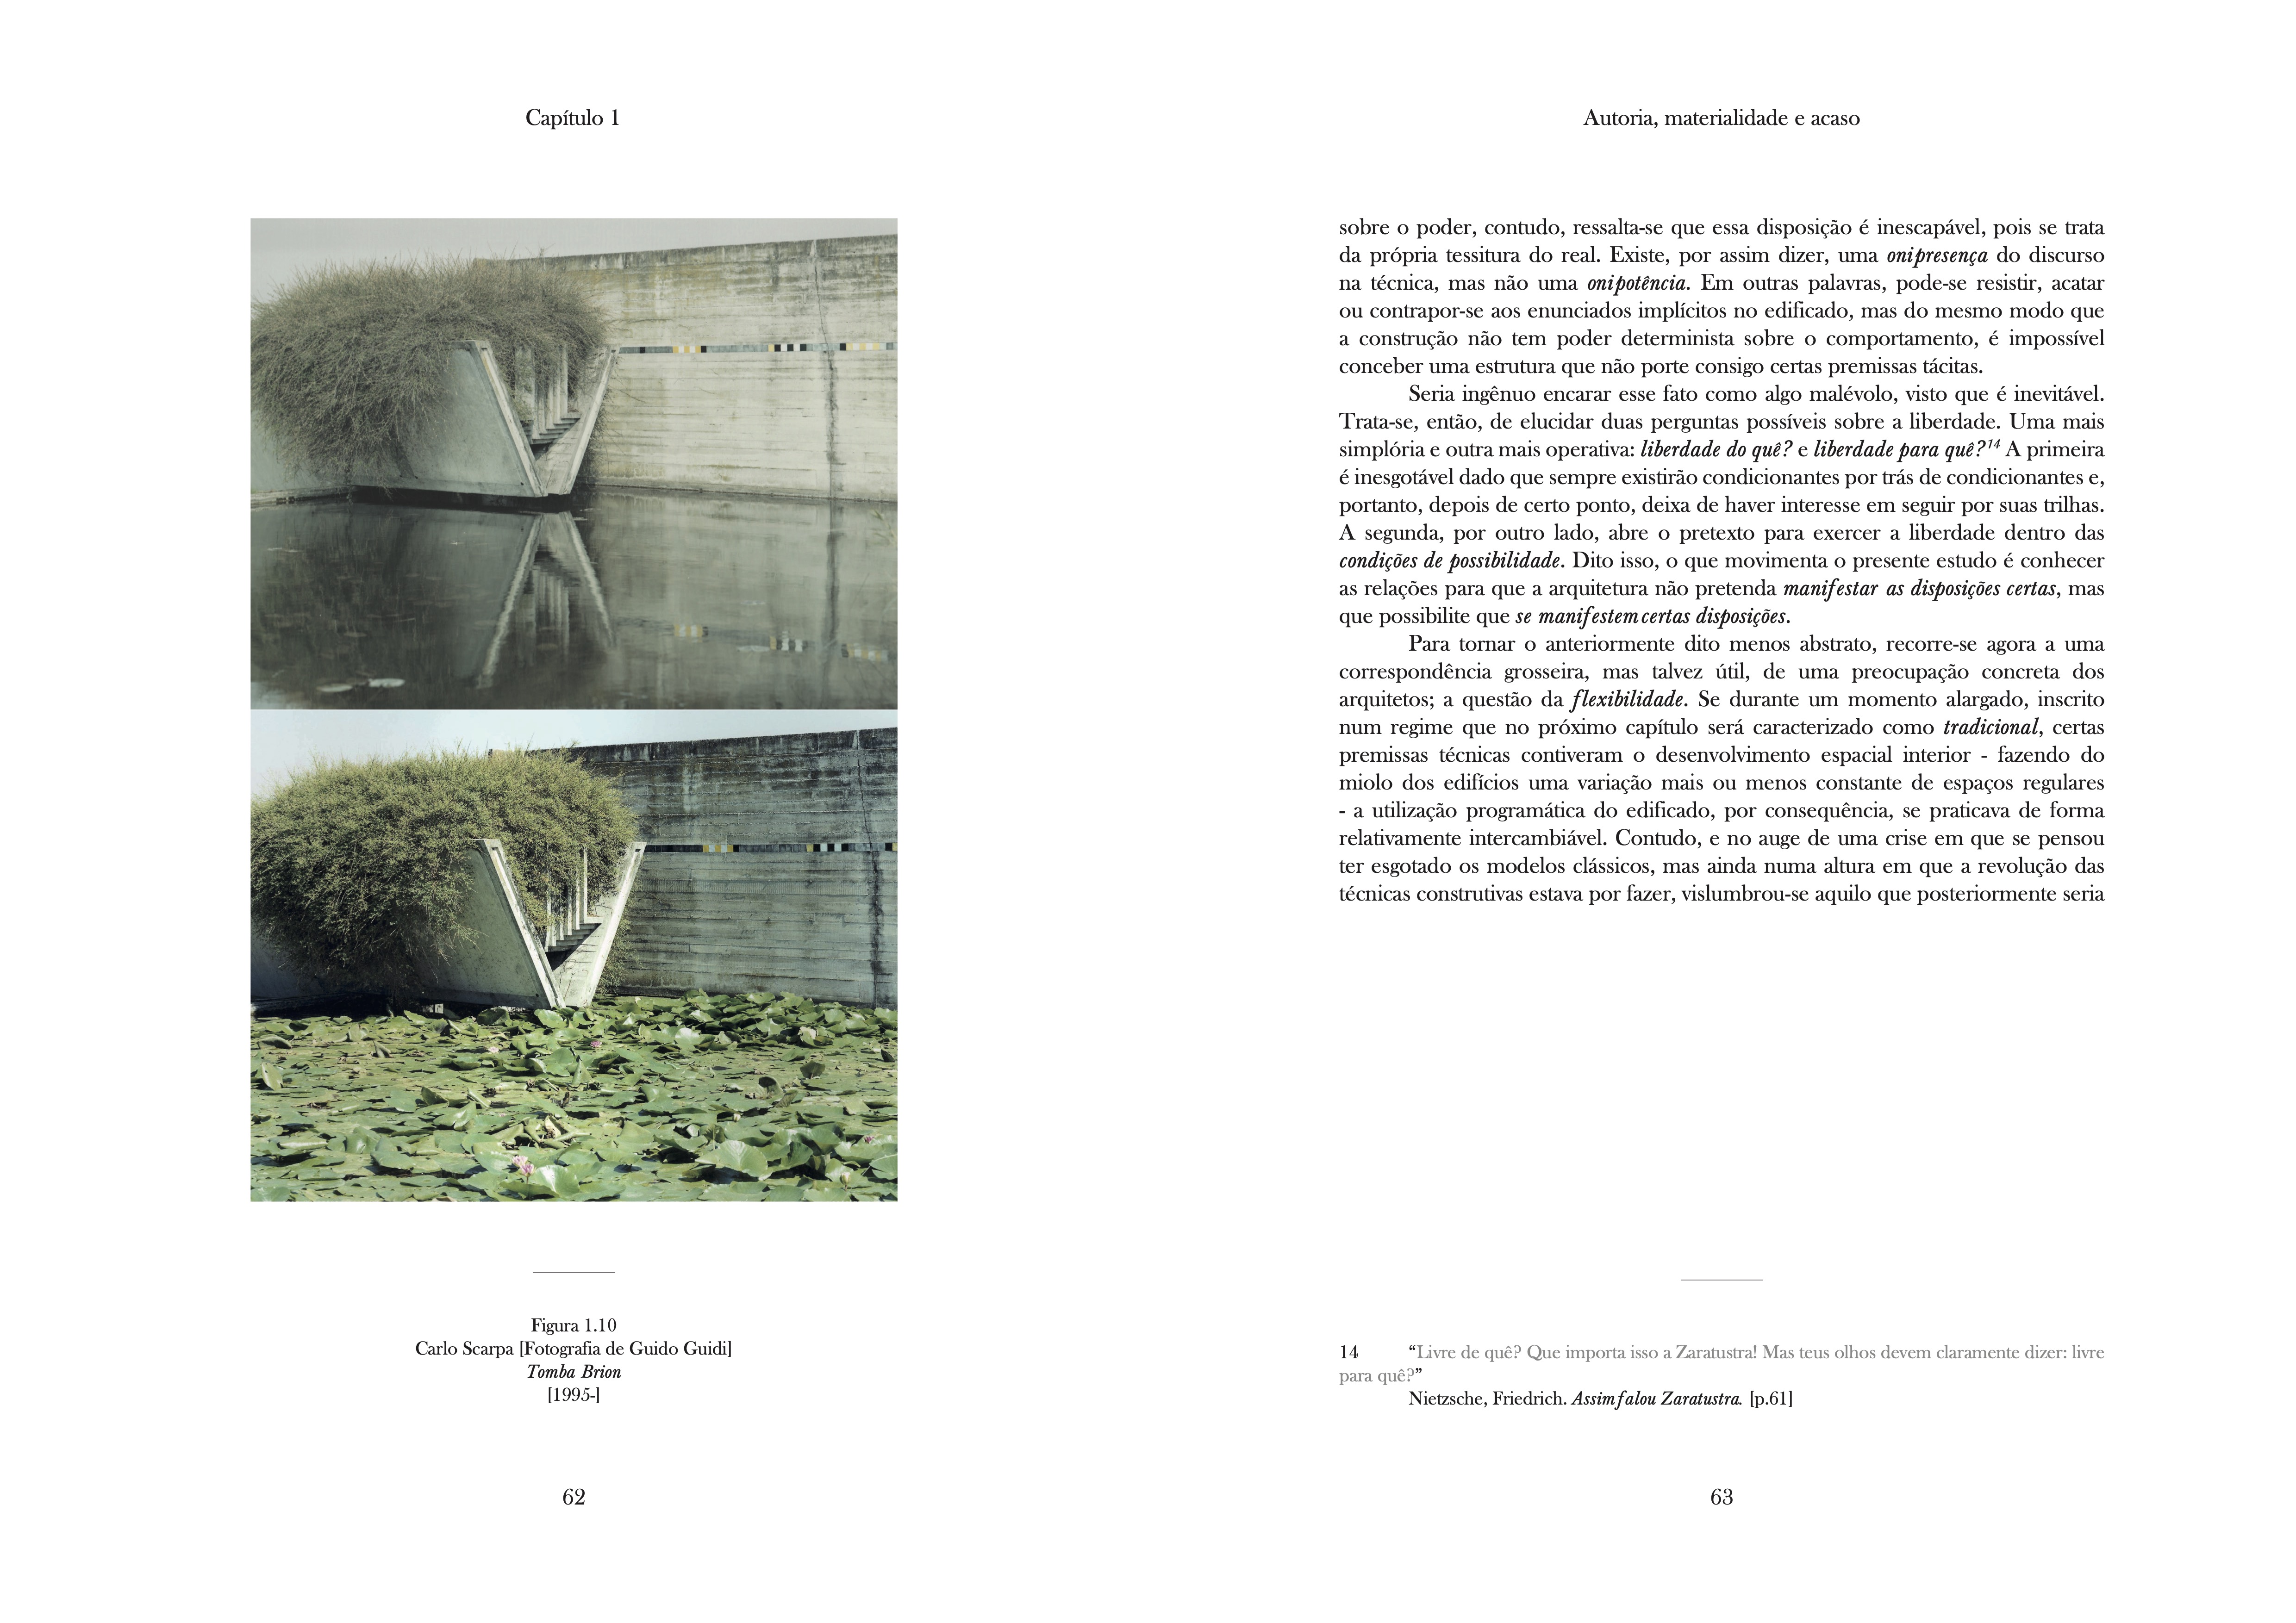 Capítulo 1
Figura 1.10
Carlo Scarpa [Fotografia de Guido Guidi]
Tomba Brion
[1995-]
62
Autoria, materialidade e acaso
sobre o poder, contudo, ressalta-se que essa disposição é inescapável, pois se trata
da própria tessitura do real. Existe, por assim dizer, uma onipresença do discurso
na técnica, mas não uma onipotência. Em outras palavras, pode-se resistir, acatar
ou contrapor-se aos enunciados implícitos no edificado, mas do mesmo modo que
a construção não tem poder determinista sobre o comportamento, é impossível
conceber uma estrutura que não porte consigo certas premissas tácitas.
Seria ingênuo encarar esse fato como algo malévolo, visto que é inevitável.
Trata-se, então, de elucidar duas perguntas possíveis sobre a liberdade. Uma mais
simplória e outra mais operativa: liberdade do quê? e liberdade para quê?14 A primeira
é inesgotável dado que sempre existirão condicionantes por trás de condicionantes e,
portanto, depois de certo ponto, deixa de haver interesse em seguir por suas trilhas.
A segunda, por outro lado, abre o pretexto para exercer a liberdade dentro das
condições de possibilidade. Dito isso, o que movimenta o presente estudo é conhecer
as relações para que a arquitetura não pretenda manifestar as disposições certas, mas
que possibilite que se manifestem certas disposições.
Para tornar o anteriormente dito menos abstrato, recorre-se agora a uma
correspondência grosseira, mas talvez útil, de uma preocupação concreta dos
arquitetos; a questão da flexibilidade. Se durante um momento alargado, inscrito
num regime que no próximo capítulo será caracterizado como tradicional, certas
premissas técnicas contiveram o desenvolvimento espacial interior - fazendo do
miolo dos edifícios uma variação mais ou menos constante de espaços regulares
- a utilização programática do edificado, por consequência, se praticava de forma
relativamente intercambiável. Contudo, e no auge de uma crise em que se pensou
ter esgotado os modelos clássicos, mas ainda numa altura em que a revolução das
técnicas construtivas estava por fazer, vislumbrou-se aquilo que posteriormente seria
14 “Livre de quê? Que importa isso a Zaratustra! Mas teus olhos devem claramente dizer: livre
para quê?”
Nietzsche, Friedrich. Assim falou Zaratustra. [p.61]
63